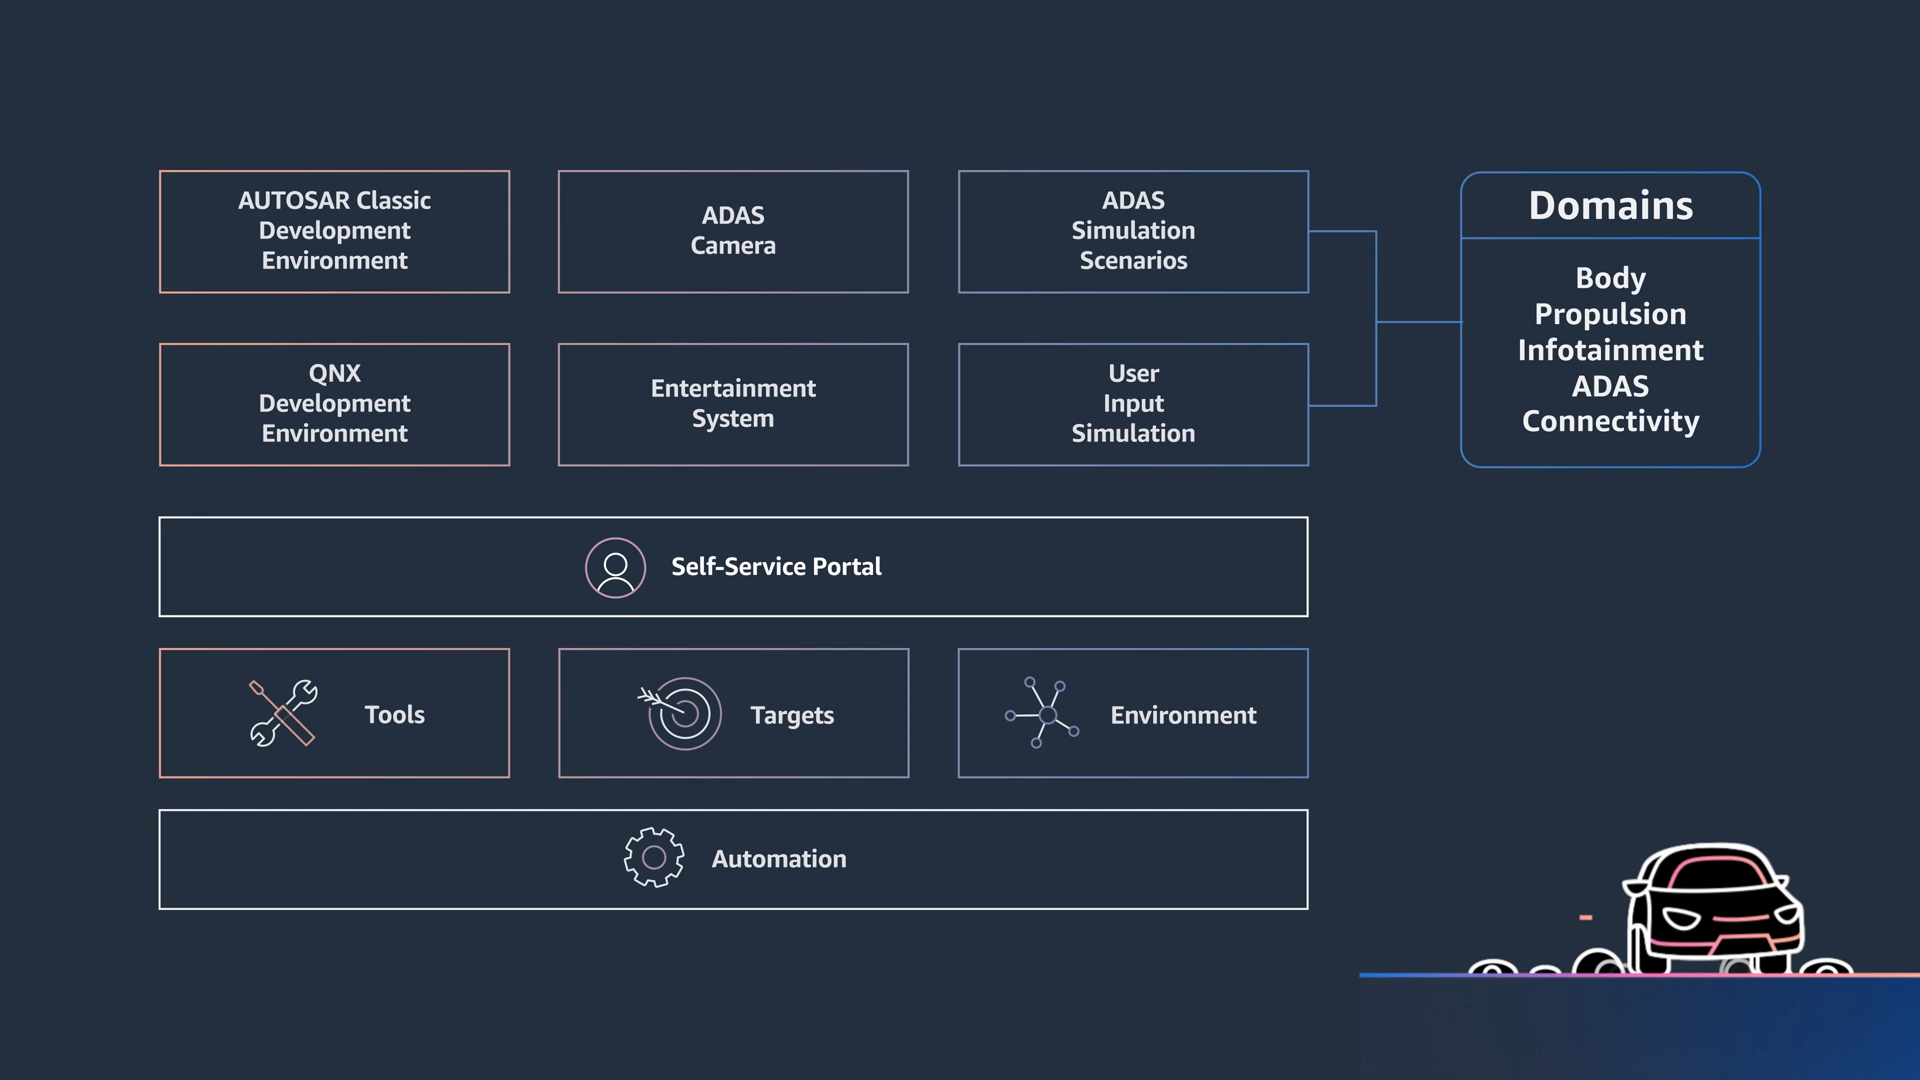 AUTOSAR Classic
Development
Environment
ADAS
Camera
ADAS
Simulation
Scenarios
QNX
Development
Environment
Entertainment
System
User
Input
Simulation
Domains
Body
Propulsion
Infotainment
ADAS
Connectivity
Self-Service Portal
Tools
Targets
Environment
Automation